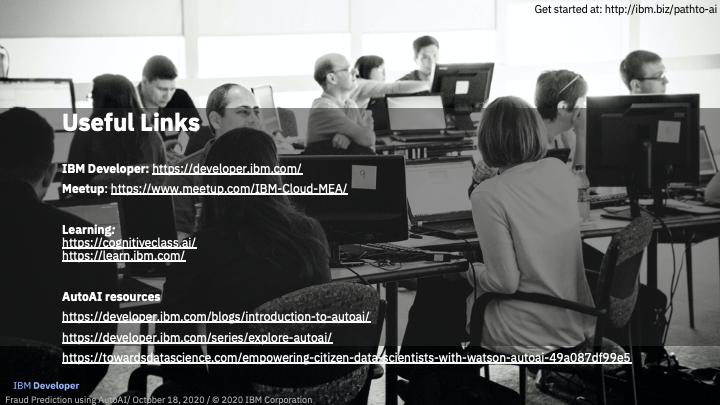 Get started at: http://ibm.biz/pathto-ai
Useful Links
IBM Developer: https://developer.ibm.com/
Meetup: https://www.meetup.com/IBM-Cloud-MEA/
Learning:
https://cognitiveclass.ai/
https://learn.ibm.com/
AutoAI resources
https://developer.ibm.com/blogs/introduction-to-autoai/
https://developer.ibm.com/series/explore-autoai/
https://towardsdatascience.com/empowering-citizen-data-scientists-with-watson-autoai-49a087df99e5
IBM Developer
Fraud Prediction using AutoAI/ October 18, 2020 / © 2020 IBM Corporation